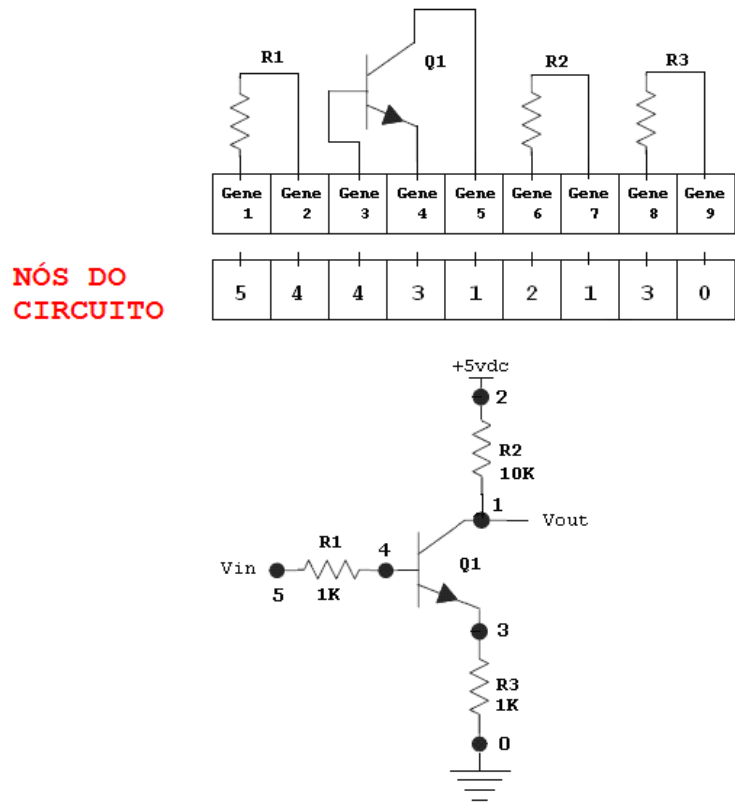 R1
Q1
R2
R3
Gene 1
Gene 2
Gene 3
Gene 4
Gene 5
Gene 6
Gene 7
Gene 8
Gene 9
NÓS DO
CIRCUITO
5 4 4 3 1 2 1 3 0
+5vdc
2
R2
10K
1
Vout
R1
4
Q1
Vin
5
1K
3
R3
1K
0